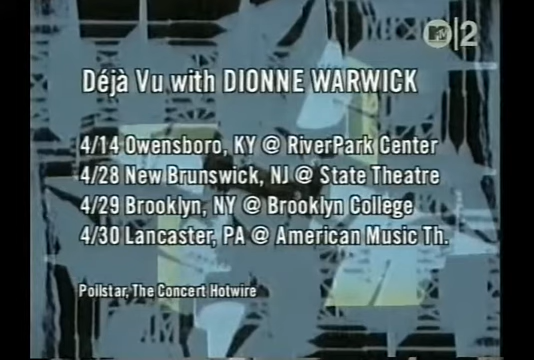 MTV 2
Déjà Vu with DIONNE WARWICK
4/14 Owensboro, KY @ RiverPark Center
4/28 New Brunswick, NJ @ State Theatre
4/29 Brooklyn, NY @ Brooklyn College
4/30 Lancaster, PA @ American Music Th.
Pollstar, The Concert Hotwire